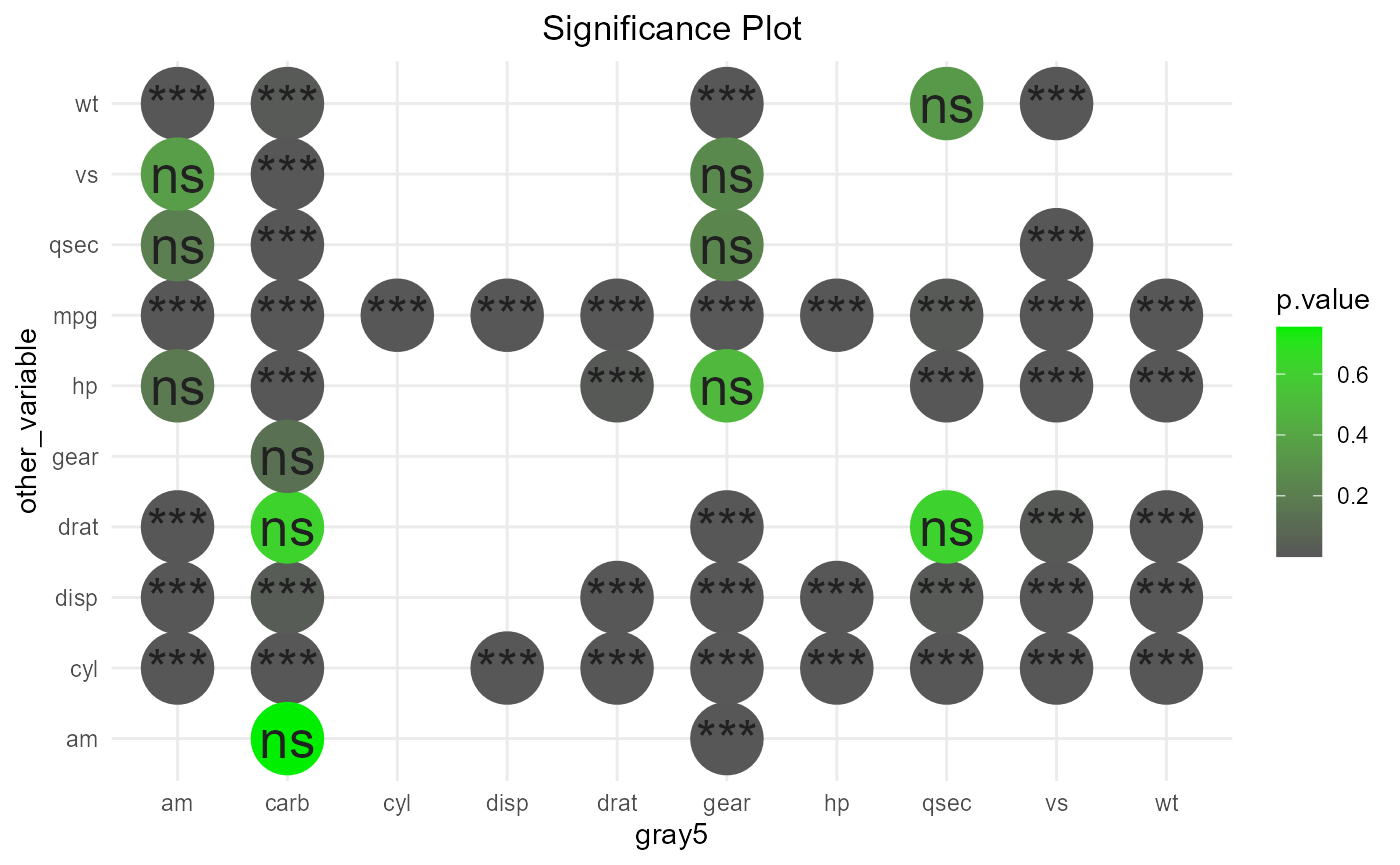 Significance Plot
wt *** *** *** ns ***
vs ns *** ns
qsec ns *** ns ***
mpg *** *** *** *** *** *** *** *** *** ***
hp ns *** *** ns *** *** ***
gear ns
drat *** ns *** ns *** ***
disp *** *** *** *** *** *** *** ***
cyl *** *** *** *** *** *** *** *** ***
am ns ***
am carb cyl disp drat gear hp qsec vs wt
gray5
other_variable
p.value
0.6
0.4
0.2